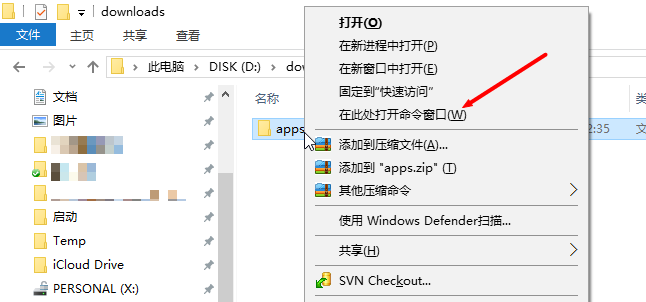 downloads
文件 主页 共享 查看
此电脑 DISK (D:)
名称
文档
图片
启动
Temp
iCloud Drive
PERSONAL (X:)
apps
2:35
打开(O)
在新进程中打开(P)
在新窗口中打开(E)
固定到"快速访问"
在此处打开命令窗口(W)
添加到压缩文件(A)...
添加到 "apps.zip" (T)
其他压缩命令
使用 Windows Defender扫描...
共享(H)
SVN Checkout...